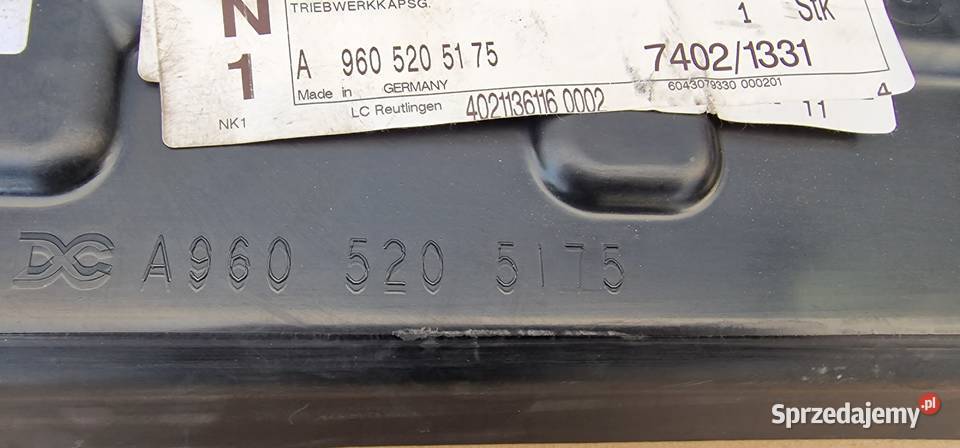 N
1
TRIEBWERKKAPSG.
1 Stk
A 960 520 51 75
7402/1331
Made in GERMANY
6043079330 000201
NK1
LC Reutlingen
4021136116 0002
11
4
DC A960 520 5175
Sprzedajemy.pl